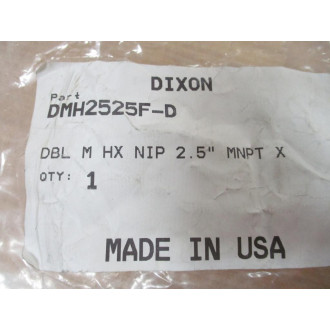 DIXON
Part
DMH2525F-D
DBL M HX NIP 2.5" MNPT X
QTY: 1
MADE IN USA